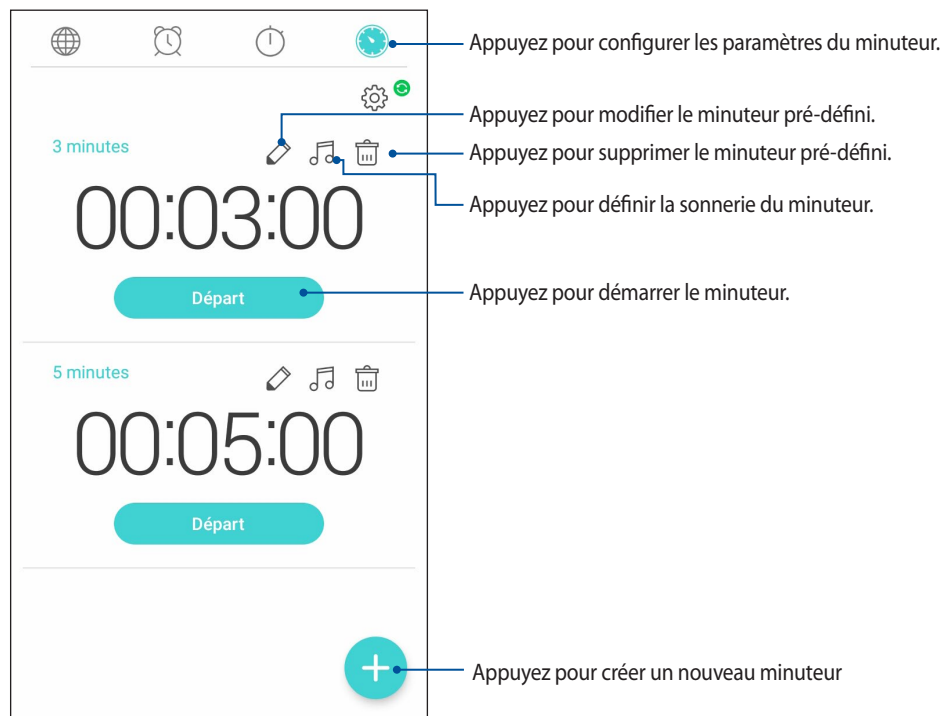 Appuyez pour configurer les paramètres du minuteur.
Appuyez pour modifier le minuteur pré-défini.
3 minutes
Appuyez pour supprimer le minuteur pré-défini.
00:03:00
Appuyez pour définir la sonnerie du minuteur.
Départ
Appuyez pour démarrer le minuteur.
5 minutes
00:05:00
Départ
Appuyez pour créer un nouveau minuteur